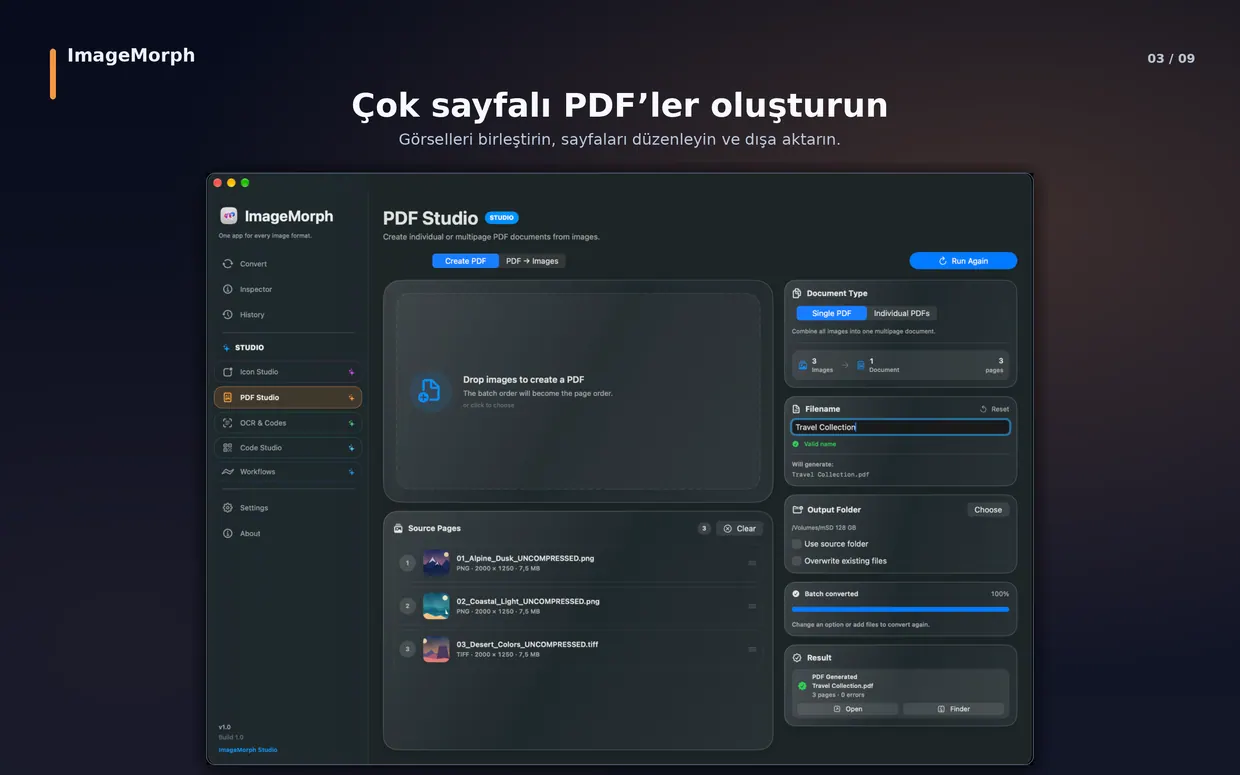 ImageMorph
03 / 09
Çok sayfalı PDF’ler oluşturun
Görselleri birleştirin, sayfaları düzenleyin ve dışa aktarın.
ImageMorph
One app for every image format.
Convert
Inspector
History
STUDIO
Icon Studio
PDF Studio
OCR & Codes
Code Studio
Workflows
Settings
About
v1.0
Build 1.0
ImageMorph Studio
PDF Studio STUDIO
Create individual or multipage PDF documents from images.
Create PDF PDF → Images
Run Again
Drop images to create a PDF
The batch order will become the page order.
or click to choose
Source Pages 3 Clear
1 01_Alpine_Dusk_UNCOMPRESSED.png
PNG · 2000 × 1250 · 7,5 MB
2 02_Coastal_Light_UNCOMPRESSED.png
PNG · 2000 × 1250 · 7,5 MB
3 03_Desert_Colors_UNCOMPRESSED.tiff
TIFF · 2000 × 1250 · 7,5 MB
Document Type
Single PDF Individual PDFs
Combine all images into one multipage document.
3 → 1 3
Images Document pages
Filename Reset
Travel Collection
Valid name
Will generate:
Travel Collection.pdf
Output Folder Choose
/Volumes/mSD 128 GB
Use source folder
Overwrite existing files
Batch converted 100%
Change an option or add files to convert again.
Result
PDF Generated
Travel Collection.pdf
3 pages · 0 errors
Open Finder